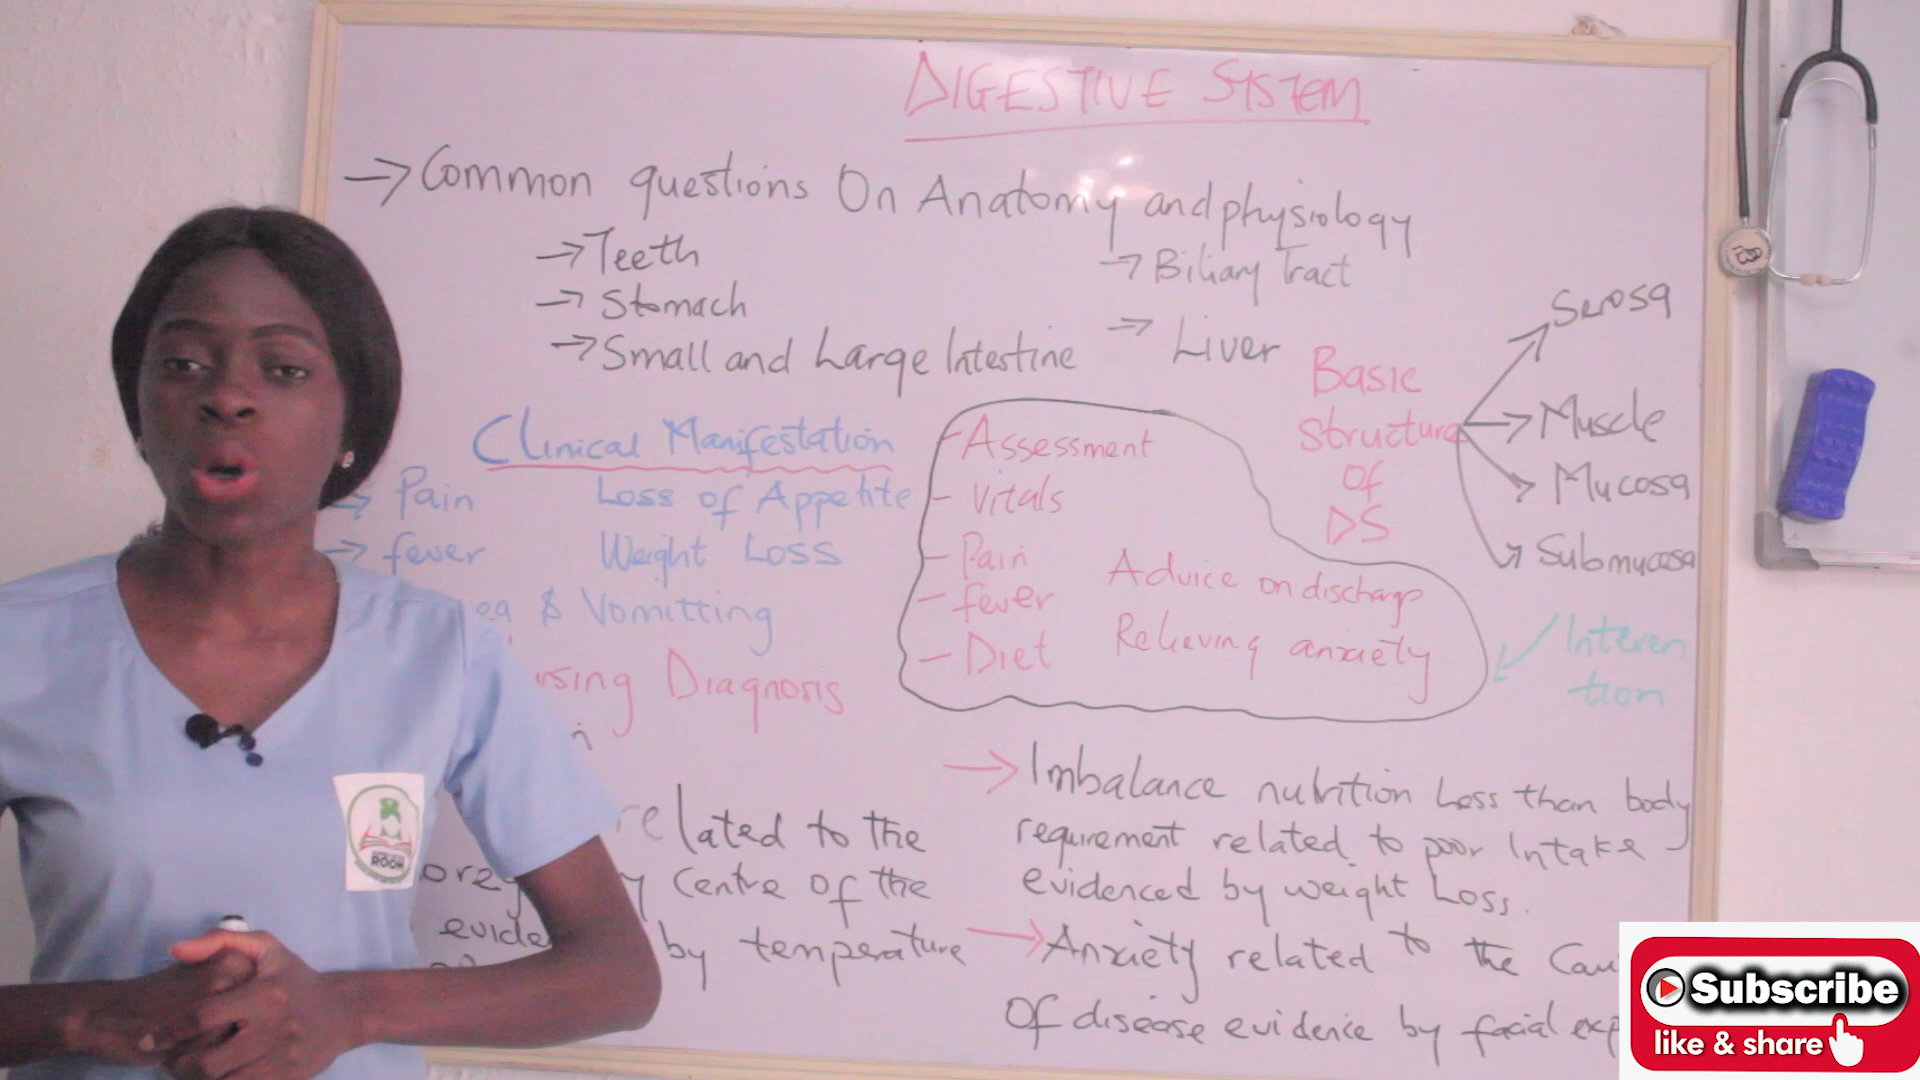 DIGESTIVE SYSTEM
→ Common questions On Anatomy and physiology
→ Teeth
→ Stomach
→ Small and Large Intestine
→ Biliary Tract
→ Liver
Basic
structure
Of
DS
Serosa
Muscle
Mucosa
Submucosa
Clinical Manifestation
→ Pain
→ fever
Loss of Appetite
Weight Loss
& Vomitting
- Assessment
- Vitals
- Pain
- fever
- Diet
Advice on discharge
Relieving anxiety
Interven
tion
Diagnosis
related to the
Centre of the
by temperature
→ Imbalance nutrition Less than body
requirement related to poor Intake
evidenced by weight Loss.
→ Anxiety related to the
Of disease evidence by facial
ROOM
Subscribe
like & share